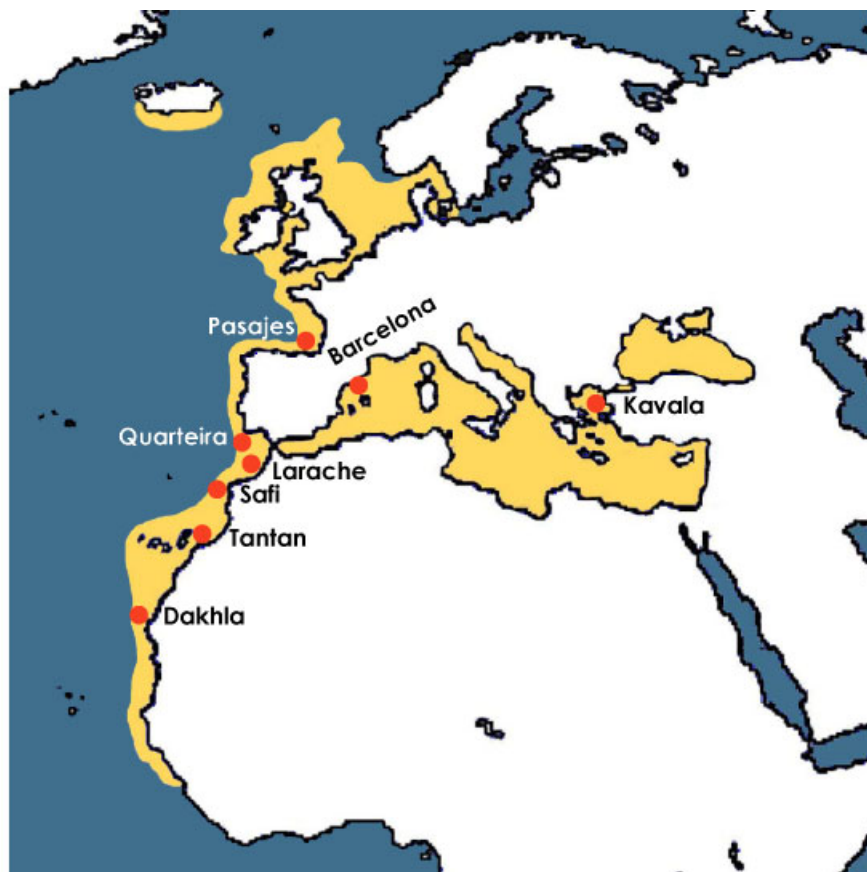 Pasajes
Barcelona
Kavala
Quarteira
Larache
Safi
Tantan
Dakhla